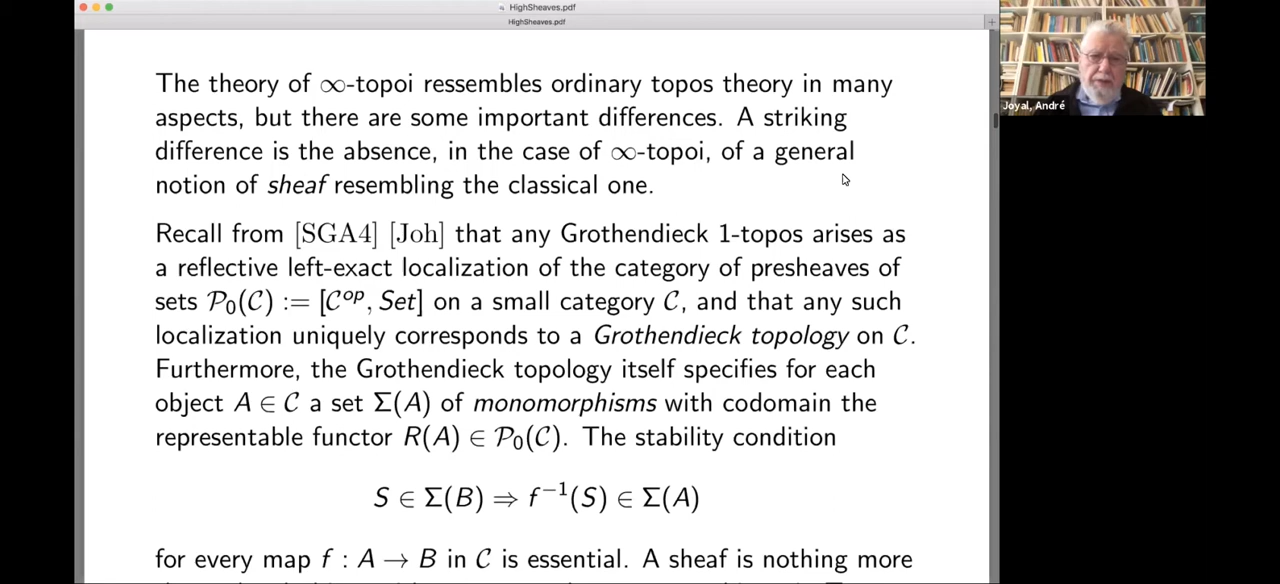 HighSheaves.pdf
HighSheaves.pdf
The theory of ∞-topoi ressembles ordinary topos theory in many
aspects, but there are some important differences. A striking
difference is the absence, in the case of ∞-topoi, of a general
notion of sheaf resembling the classical one.
Recall from [SGA4] [Joh] that any Grothendieck 1-topos arises as
a reflective left-exact localization of the category of presheaves of
sets P₀(C) := [C^op, Set] on a small category C, and that any such
localization uniquely corresponds to a Grothendieck topology on C.
Furthermore, the Grothendieck topology itself specifies for each
object A ∈ C a set Σ(A) of monomorphisms with codomain the
representable functor R(A) ∈ P₀(C). The stability condition
S ∈ Σ(B) ⇒ f⁻¹(S) ∈ Σ(A)
for every map f : A → B in C is essential. A sheaf is nothing more
Joyal, André